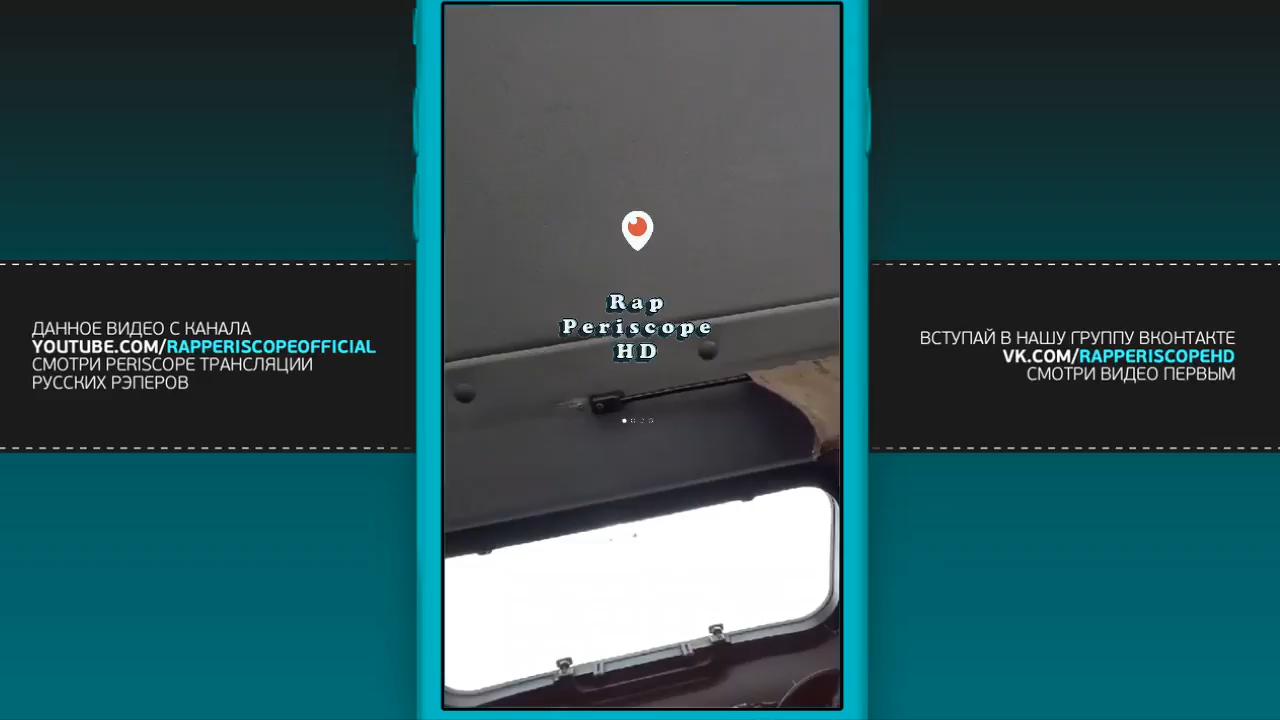 ДАННОЕ ВИДЕО С КАНАЛА
YOUTUBE.COM/RAPPERISCOPEOFFICIAL
СМОТРИ PERISCOPE ТРАНСЛЯЦИИ
РУССКИХ РЭПЕРОВ
Rap
Periscope
HD
ВСТУПАЙ В НАШУ ГРУППУ ВКОНТАКТЕ
VK.COM/RAPPERISCOPEHD
СМОТРИ ВИДЕО ПЕРВЫМ